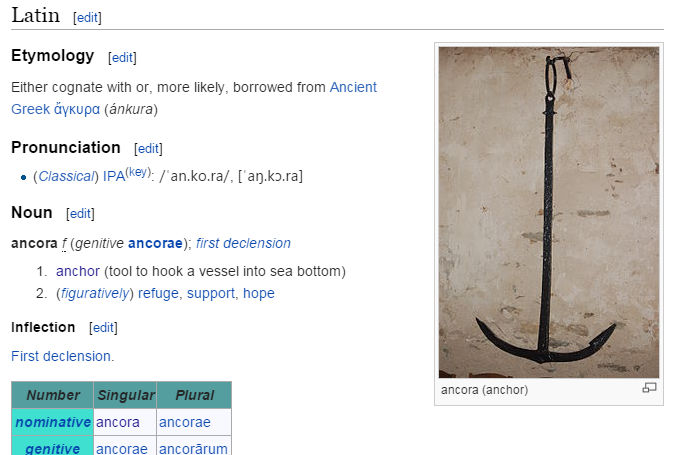 Latin [edit]
Etymology [edit]
Either cognate with or, more likely, borrowed from Ancient
Greek ἄγκυρα (ánkura)
Pronunciation [edit]
• (Classical) IPA(key): /ˈan.ko.ra/, [ˈaŋ.kɔ.ra]
Noun [edit]
ancora f (genitive ancorae); first declension
1. anchor (tool to hook a vessel into sea bottom)
2. (figuratively) refuge, support, hope
Inflection [edit]
First declension.
Number Singular Plural
nominative ancora ancorae
genitive ancorae ancorārum
ancora (anchor)